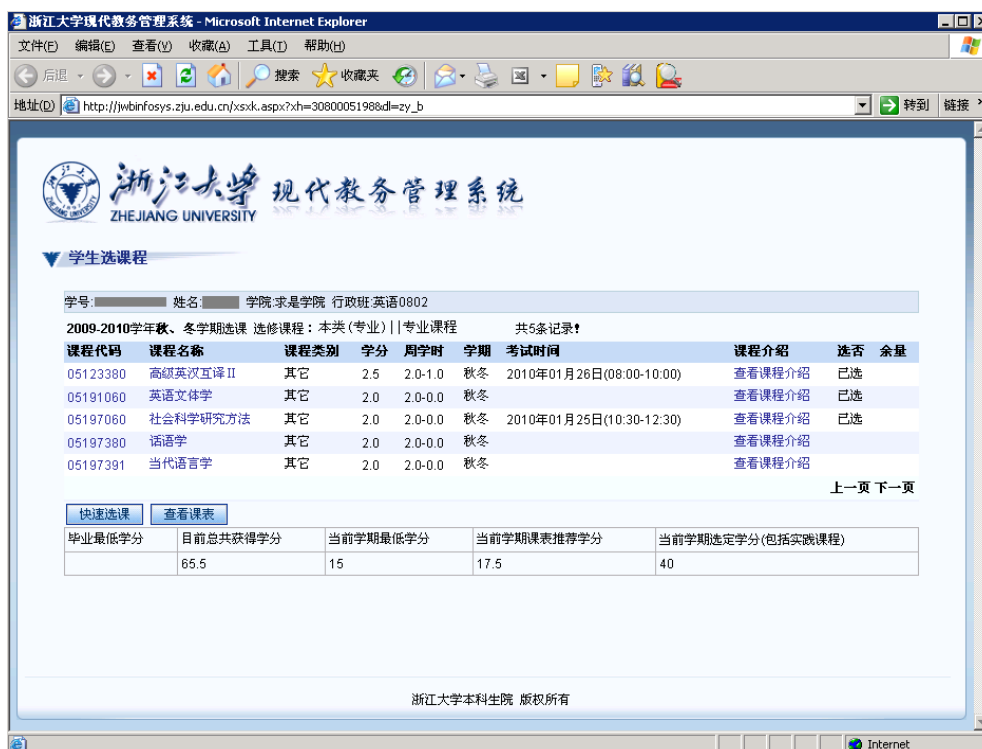 浙江大学现代教务管理系统 - Microsoft Internet Explorer
文件(F) 编辑(E) 查看(V) 收藏(A) 工具(T) 帮助(H)
后退 搜索 收藏夹
地址(D) http://jwbinfosys.zju.edu.cn/xsxk.aspx?xh=3080005198&dl=zy_b 转到 链接 »
浙江大学 现代教务管理系统
ZHEJIANG UNIVERSITY
学生选课程
学号: 姓名: 学院:求是学院 行政班:英语0802
2009-2010学年秋、冬学期选课 选修课程：本类(专业)||专业课程 共5条记录!
课程代码 课程名称 课程类别 学分 周学时 学期 考试时间 课程介绍 选否 余量
05123380 高级英汉互译II 其它 2.5 2.0-1.0 秋冬 2010年01月26日(08:00-10:00) 查看课程介绍 已选
05191060 英语文体学 其它 2.0 2.0-0.0 秋冬 查看课程介绍 已选
05197060 社会科学研究方法 其它 2.0 2.0-0.0 秋冬 2010年01月25日(10:30-12:30) 查看课程介绍 已选
05197380 话语学 其它 2.0 2.0-0.0 秋冬 查看课程介绍
05197391 当代语言学 其它 2.0 2.0-0.0 秋冬 查看课程介绍
上一页 下一页
快速选课 查看课表
毕业最低学分 目前总共获得学分 当前学期最低学分 当前学期课表推荐学分 当前学期选定学分(包括实践课程)
65.5 15 17.5 40
浙江大学本科生院 版权所有
Internet